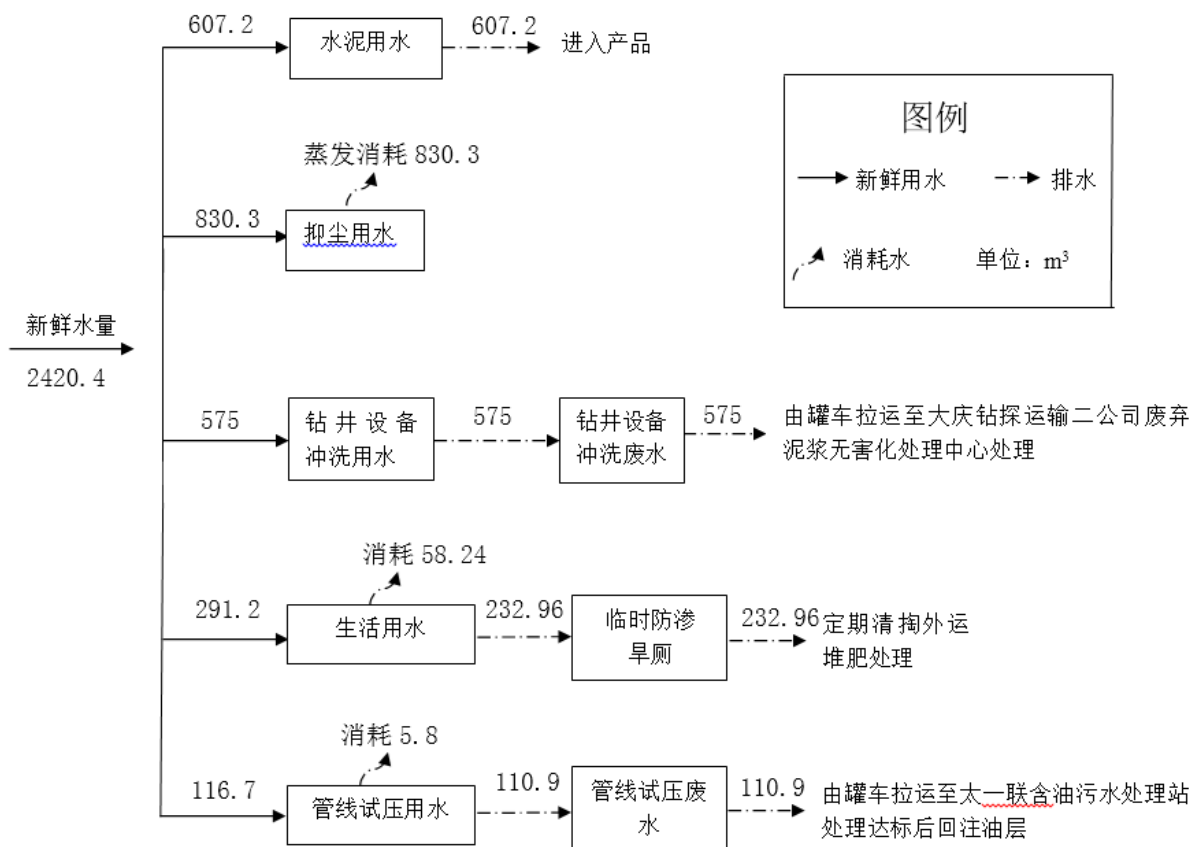 607.2
水泥用水
607.2
进入产品
图例
新鲜用水
排水
消耗水
单位：m³
蒸发消耗 830.3
830.3
抑尘用水
新鲜水量
2420.4
575
钻井设备
冲洗用水
575
钻井设备
冲洗废水
575
由罐车拉运至大庆钻探运输二公司废弃
泥浆无害化处理中心处理
消耗 58.24
291.2
生活用水
232.96
临时防渗
旱厕
232.96
定期清掏外运
堆肥处理
消耗 5.8
116.7
管线试压用水
110.9
管线试压废
水
110.9
由罐车拉运至太一联含油污水处理站
处理达标后回注油层